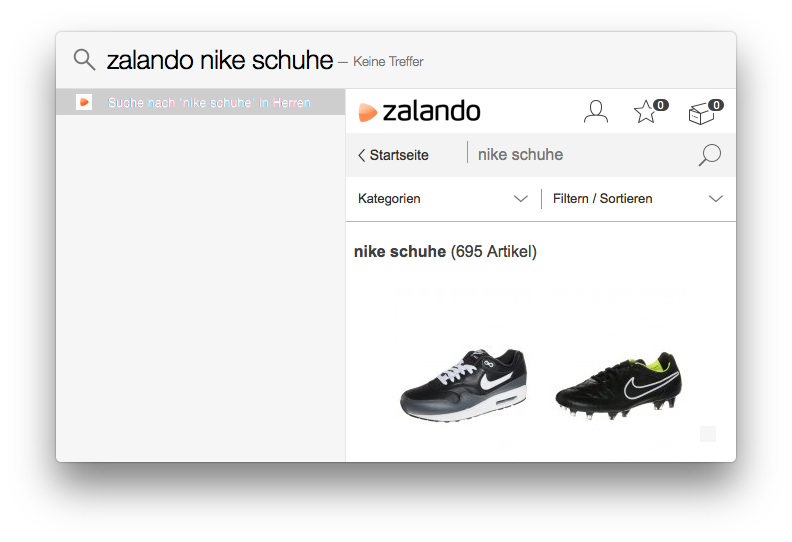 zalando nike schuhe — Keine Treffer
Suche nach "nike schuhe" in Herren
zalando
0
0
Startseite
nike schuhe
Kategorien
Filtern / Sortieren
nike schuhe (695 Artikel)